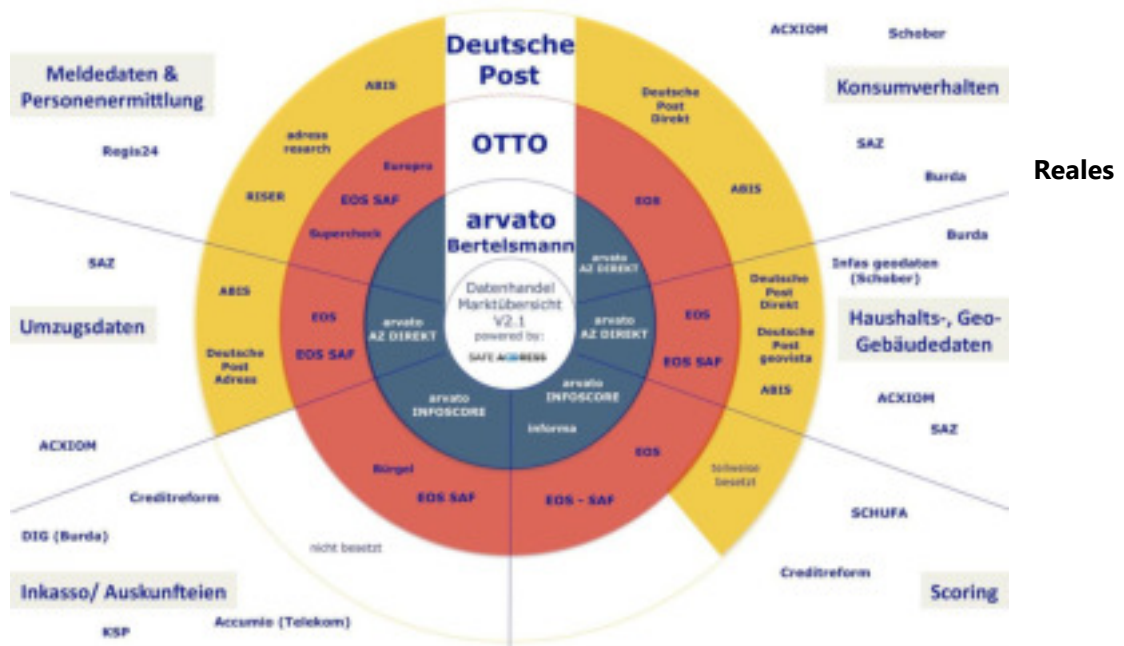 Deutsche
Post
OTTO
arvato
Bertelsmann
Datenhandel
Marktübersicht
V2.1
powered by:
SAFE ADDRESS
Meldedaten &
Personenermittlung
Regis24
ABIS
adress
resarch
RISER
Europro
EOS SAF
Supercheck
ACXIOM
Schober
Konsumverhalten
SAZ
Burda
Deutsche
Post
Direkt
ABIS
EOS
arvato
AZ DIREKT
Reales
Burda
Infas geodaten
(Schober)
Haushalts-, Geo-
Gebäudedaten
ACXIOM
SAZ
Deutsche
Post
Direkt
Deutsche
Post
geovista
ABIS
EOS
EOS SAF
arvato
AZ DIREKT
SAZ
Umzugsdaten
ACXIOM
ABIS
Deutsche
Post
Adress
EOS
EOS SAF
arvato
AZ DIREKT
arvato
INFOSCORE
Bürgel
EOS SAF
nicht besetzt
Creditreform
DIG (Burda)
Inkasso/ Auskunfteien
KSP
Accumio (Telekom)
arvato
INFOSCORE
informa
EOS
EOS - SAF
teilweise
besetzt
SCHUFA
Creditreform
Scoring